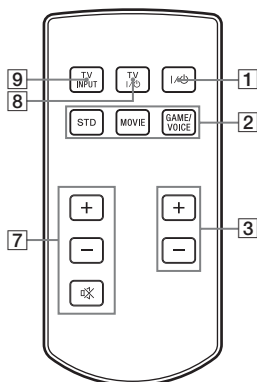 9 TV INPUT TV I/⏻ I/⏻ 1
8
STD MOVIE GAME/VOICE 2
+ +
7 − − 3